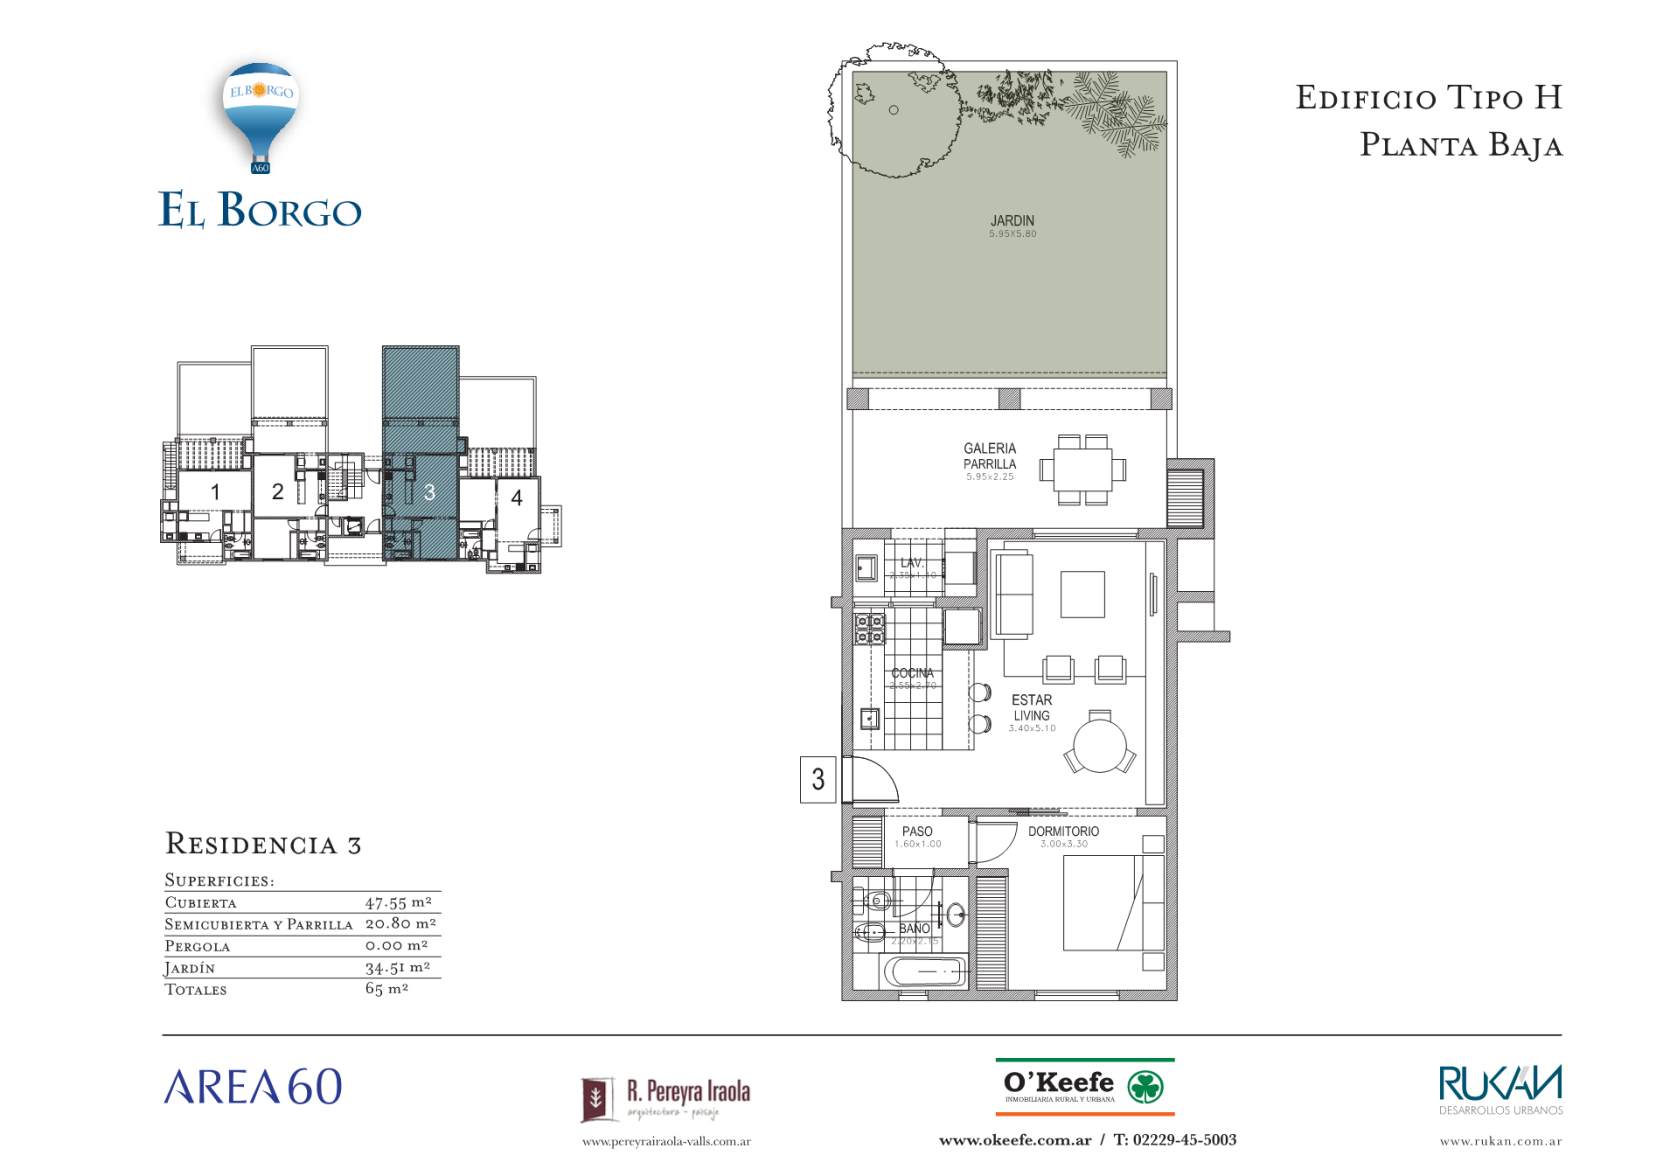 EL BORGO
A60
EL BORGO
EDIFICIO TIPO H
PLANTA BAJA
JARDIN
5.95X5.80
GALERIA
PARRILLA
5.95x2.25
1
2
3
4
LAV.
2.35x1.10
COCINA
2.55x2.70
ESTAR
LIVING
3.40x5.10
3
PASO
1.60x1.00
DORMITORIO
3.00x3.30
BAÑO
2.20x2.15
RESIDENCIA 3
SUPERFICIES:
CUBIERTA 47.55 m²
SEMICUBIERTA Y PARRILLA 20.80 m²
PERGOLA 0.00 m²
JARDÍN 34.51 m²
TOTALES 65 m²
AREA60
R. Pereyra Iraola
arquitectura - paisaje
www.pereyrairaola-valls.com.ar
O'Keefe
INMOBILIARIA RURAL Y URBANA
www.okeefe.com.ar / T: 02229-45-5003
RUKAN
DESARROLLOS URBANOS
www.rukan.com.ar